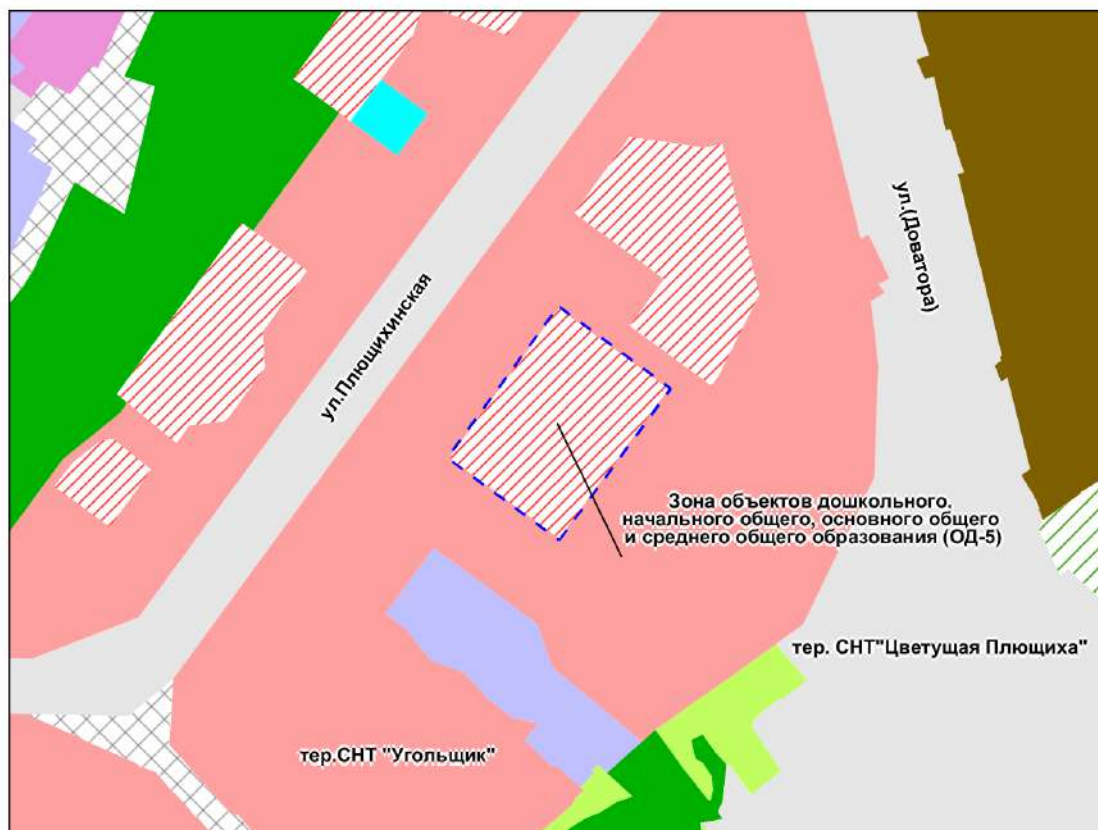 ул.(Доватора)
ул.Плющихинская
Зона объектов дошкольного.
начального общего, основного общего
и среднего общего образования (ОД-5)
тер. СНТ"Цветущая Плющиха"
тер.СНТ "Угольщик"